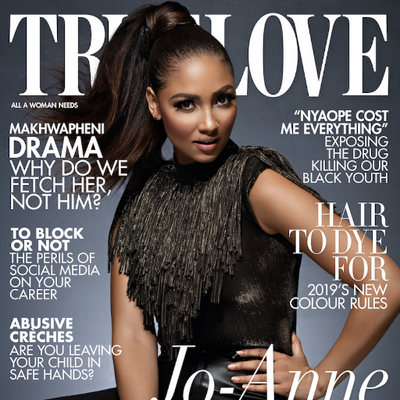 TRUE LOVE
ALL A WOMAN NEEDS
MAKHWAPHENI
DRAMA
WHY DO WE
FETCH HER,
NOT HIM?
TO BLOCK
OR NOT
THE PERILS OF
SOCIAL MEDIA
ON YOUR
CAREER
ABUSIVE
CRÈCHES
ARE YOU LEAVING
YOUR CHILD IN
SAFE HANDS?
"NYAOPE COST
ME EVERYTHING"
EXPOSING
THE DRUG
KILLING OUR
BLACK YOUTH
HAIR
TO DYE
FOR
2019'S NEW
COLOUR RULES
Jo-Anne